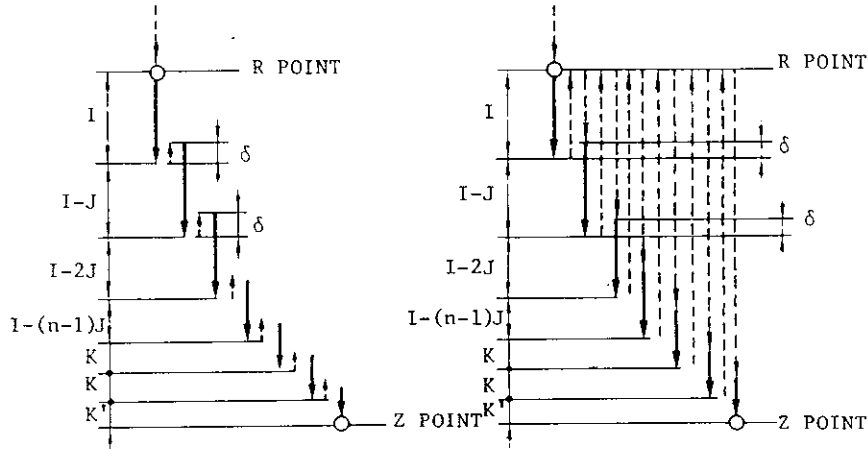 R POINT
I
δ
I-J
δ
I-2J
I-(n-1)J
K
K
K'
Z POINT
R POINT
I
δ
I-J
δ
I-2J
I-(n-1)J
K
K
K'
Z POINT